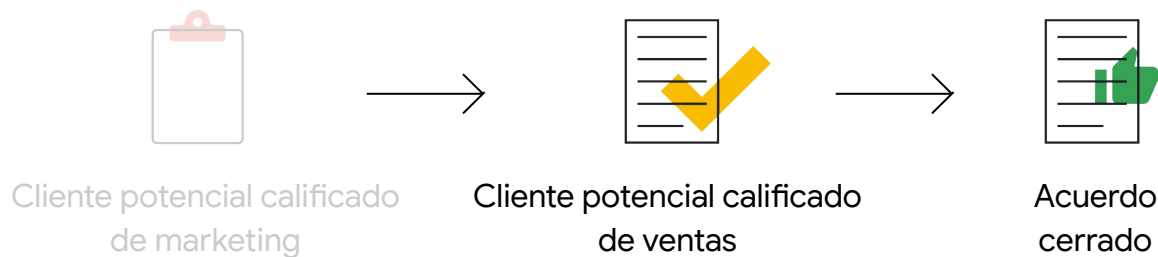 Cliente potencial calificado
de marketing
Cliente potencial calificado
de ventas
Acuerdo
cerrado